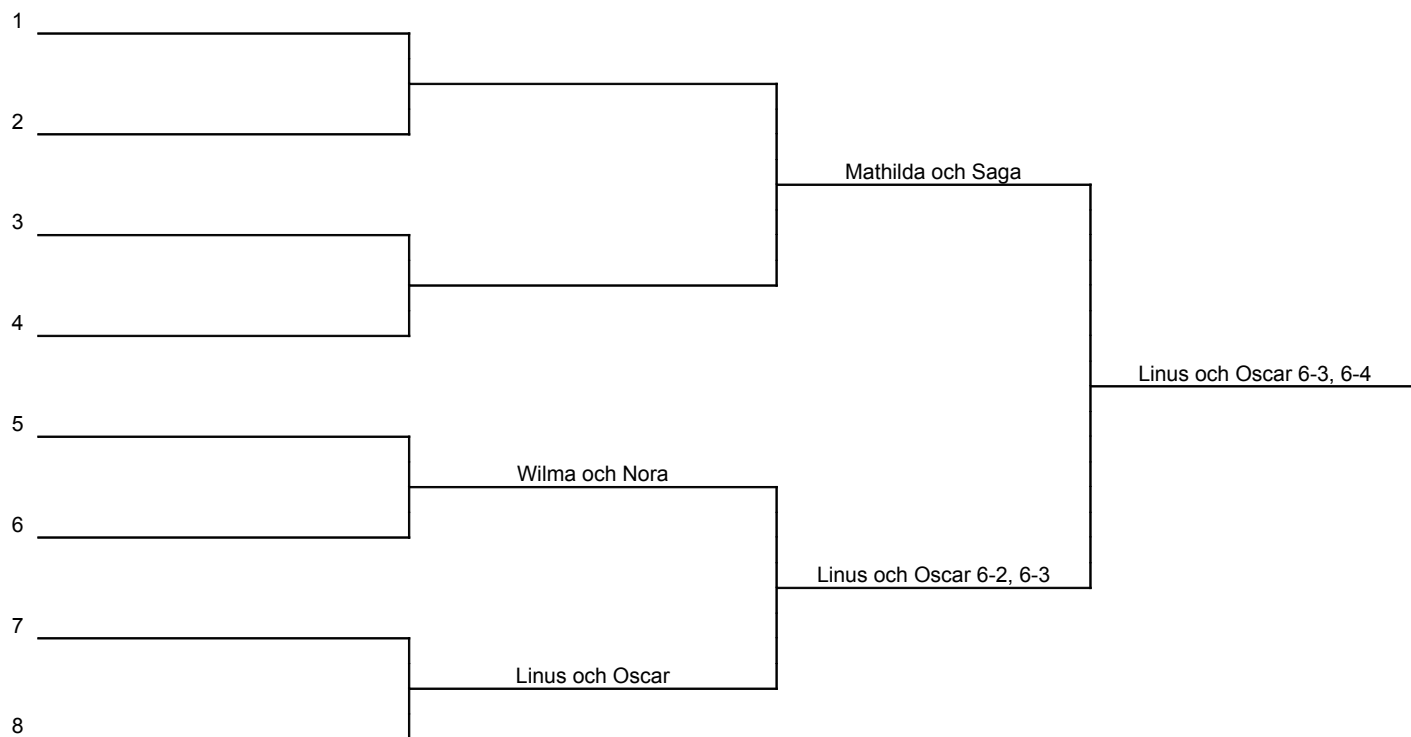 1
2
Mathilda och Saga
3
4
Linus och Oscar 6-3, 6-4
5
Wilma och Nora
6
Linus och Oscar 6-2, 6-3
7
Linus och Oscar
8